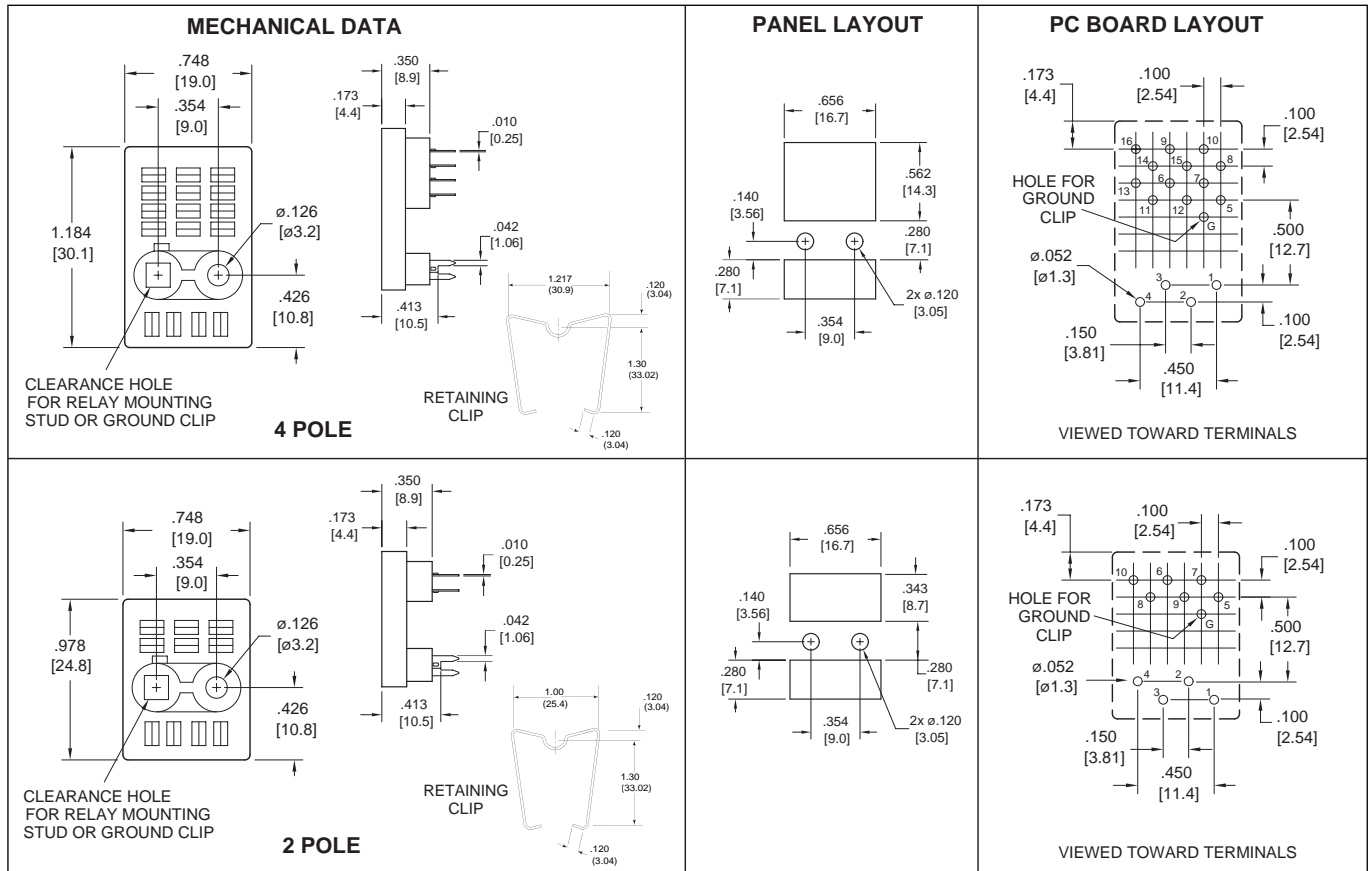 MECHANICAL DATA
.748
[19.0]
.354
[9.0]
1.184
[30.1]
ø.126
[ø3.2]
.426
[10.8]
CLEARANCE HOLE
FOR RELAY MOUNTING
STUD OR GROUND CLIP
4 POLE
.350
[8.9]
.173
[4.4]
.010
[0.25]
.042
[1.06]
.413
[10.5]
1.217
(30.9)
.120
(3.04)
1.30
(33.02)
.120
(3.04)
RETAINING
CLIP
PANEL LAYOUT
.656
[16.7]
.562
[14.3]
.140
[3.56]
.280
[7.1]
.280
[7.1]
2x ø.120
[3.05]
.354
[9.0]
PC BOARD LAYOUT
.173
[4.4]
.100
[2.54]
.100
[2.54]
16 9 10
14 15 8
13 6 7
11 12 5
G
HOLE FOR
GROUND
CLIP
.500
[12.7]
ø.052
[ø1.3]
3 1
4 2
.150
[3.81]
.450
[11.4]
.100
[2.54]
VIEWED TOWARD TERMINALS
.748
[19.0]
.354
[9.0]
.978
[24.8]
ø.126
[ø3.2]
.426
[10.8]
CLEARANCE HOLE
FOR RELAY MOUNTING
STUD OR GROUND CLIP
2 POLE
.350
[8.9]
.173
[4.4]
.010
[0.25]
.042
[1.06]
.413
[10.5]
1.00
(25.4)
.120
(3.04)
1.30
(33.02)
.120
(3.04)
RETAINING
CLIP
.656
[16.7]
.343
[8.7]
.140
[3.56]
.280
[7.1]
.280
[7.1]
2x ø.120
[3.05]
.354
[9.0]
.173
[4.4]
.100
[2.54]
.100
[2.54]
10 6 7
8 9 5
G
HOLE FOR
GROUND
CLIP
.500
[12.7]
ø.052
[ø1.3]
4 2
3 1
.150
[3.81]
.450
[11.4]
.100
[2.54]
VIEWED TOWARD TERMINALS